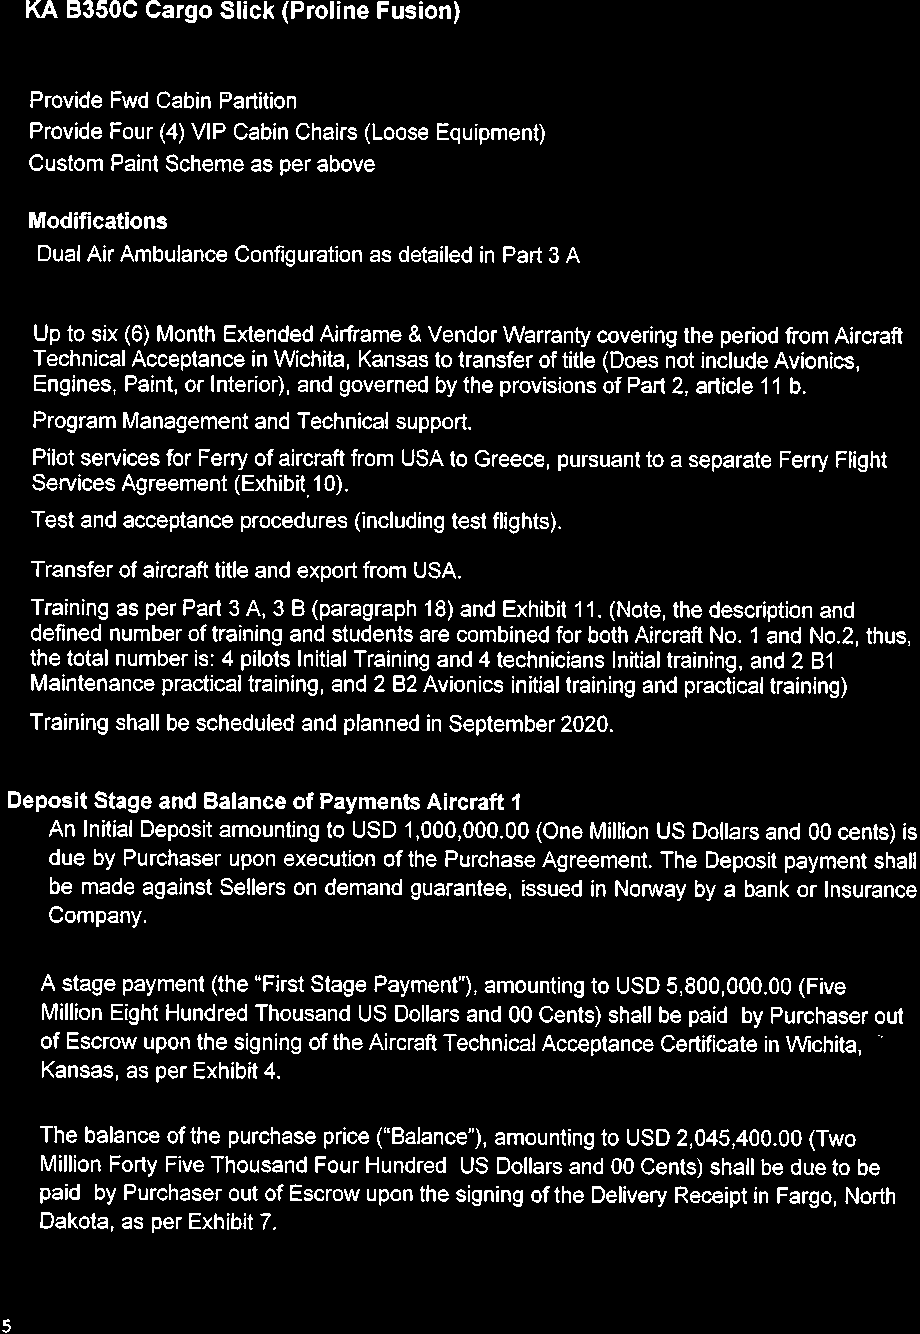 KA B350C Cargo Slick (Proline Fusion)
Provide Fwd Cabin Partition
Provide Four (4) VIP Cabin Chairs (Loose Equipment)
Custom Paint Scheme as per above
Modifications
Dual Air Ambulance Configuration as detailed in Part 3 A
Up to six (6) Month Extended Airframe & Vendor Warranty covering the period from Aircraft
Technical Acceptance in Wichita, Kansas to transfer of title (Does not include Avionics,
Engines, Paint, or Interior), and governed by the provisions of Part 2, article 11 b.
Program Management and Technical support.
Pilot services for Ferry of aircraft from USA to Greece, pursuant to a separate Ferry Flight
Services Agreement (Exhibit 10).
Test and acceptance procedures (including test flights).
Transfer of aircraft title and export from USA.
Training as per Part 3 A, 3 B (paragraph 18) and Exhibit 11. (Note, the description and
defined number of training and students are combined for both Aircraft No. 1 and No.2, thus,
the total number is: 4 pilots Initial Training and 4 technicians Initial training, and 2 B1
Maintenance practical training, and 2 B2 Avionics initial training and practical training)
Training shall be scheduled and planned in September 2020.
Deposit Stage and Balance of Payments Aircraft 1
An Initial Deposit amounting to USD 1,000,000.00 (One Million US Dollars and 00 cents) is
due by Purchaser upon execution of the Purchase Agreement. The Deposit payment shall
be made against Sellers on demand guarantee, issued in Norway by a bank or Insurance
Company.
A stage payment (the "First Stage Payment"), amounting to USD 5,800,000.00 (Five
Million Eight Hundred Thousand US Dollars and 00 Cents) shall be paid by Purchaser out
of Escrow upon the signing of the Aircraft Technical Acceptance Certificate in Wichita,
Kansas, as per Exhibit 4.
The balance of the purchase price ("Balance"), amounting to USD 2,045,400.00 (Two
Million Forty Five Thousand Four Hundred US Dollars and 00 Cents) shall be due to be
paid by Purchaser out of Escrow upon the signing of the Delivery Receipt in Fargo, North
Dakota, as per Exhibit 7.
5